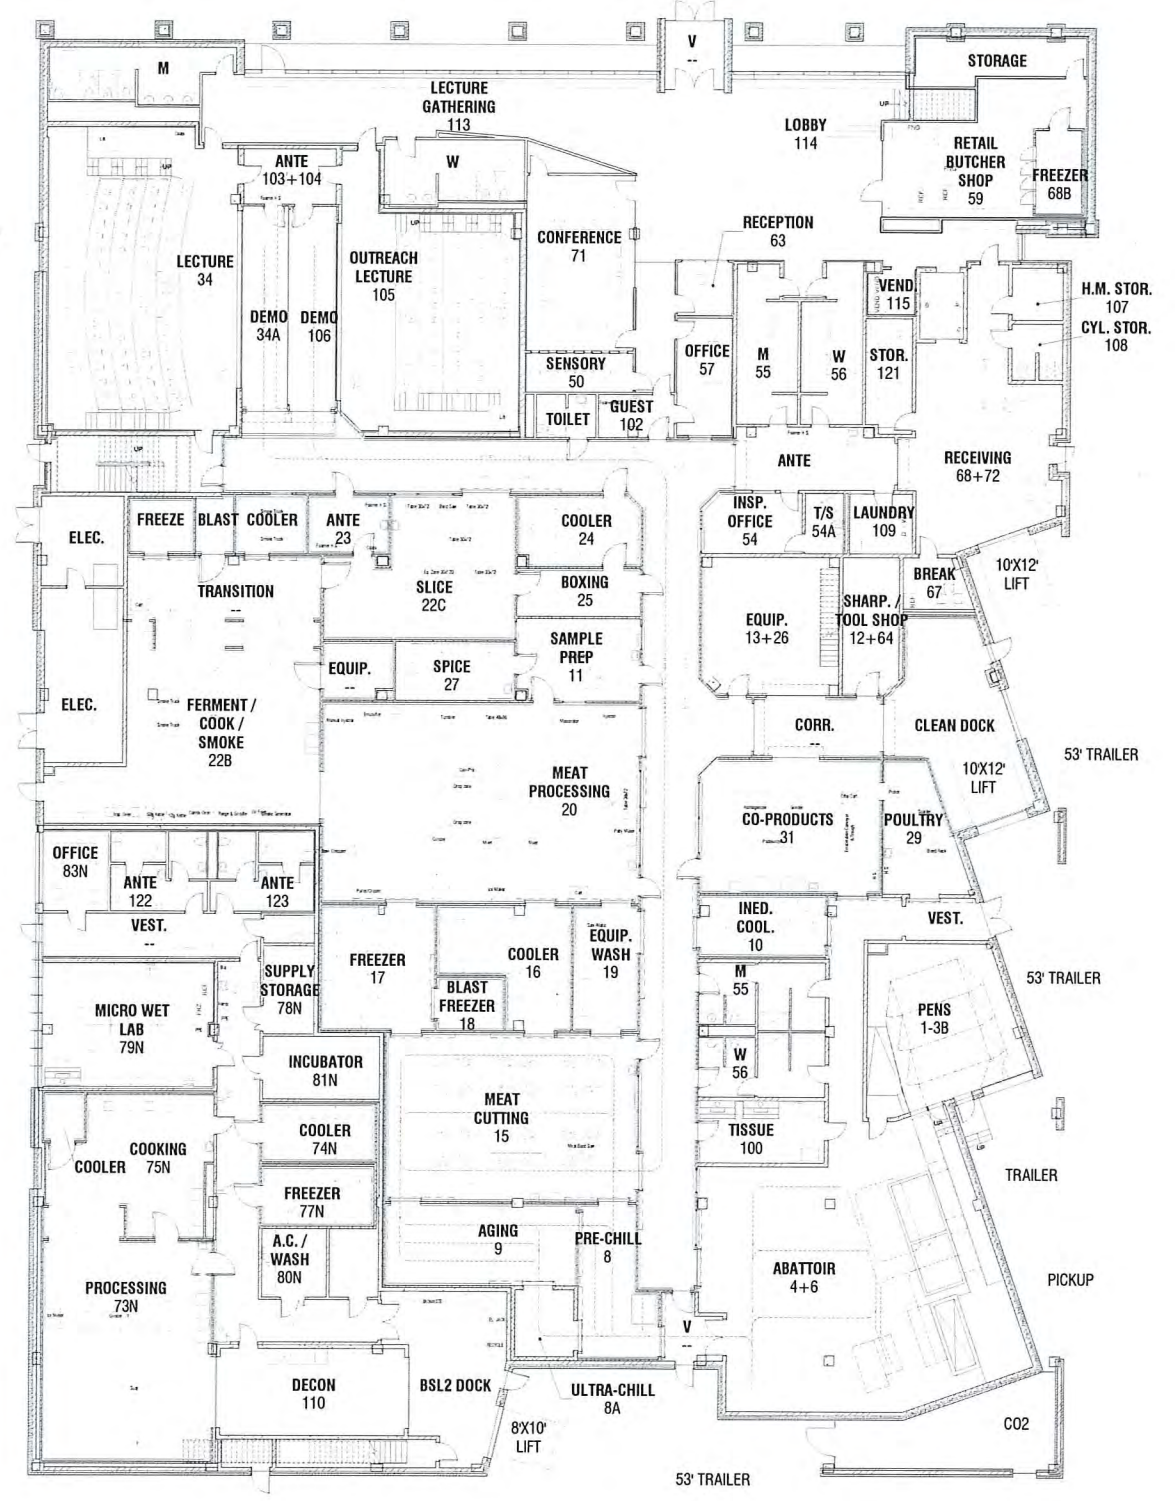 V
--
M
STORAGE
LECTURE
GATHERING
113
UP
LOBBY
114
RETAIL
BUTCHER
SHOP
59
REF
REF
FREEZER
68B
ANTE
103+104
W
UP
UP
RECEPTION
63
CONFERENCE
71
LECTURE
34
OUTREACH
LECTURE
105
VEND.
115
H.M. STOR.
107
DEMO
34A
DEMO
106
CYL. STOR.
108
OFFICE
57
M
55
W
56
STOR.
121
SENSORY
50
TOILET
GUEST
102
UP
ANTE
RECEIVING
68+72
ELEC.
FREEZE
BLAST
COOLER
ANTE
23
COOLER
24
INSP.
OFFICE
54
T/S
54A
LAUNDRY
109
10'X12'
LIFT
BREAK
67
TRANSITION
--
SLICE
22C
BOXING
25
EQUIP.
13+26
SHARP. /
TOOL SHOP
12+64
SAMPLE
PREP
11
EQUIP.
--
SPICE
27
ELEC.
FERMENT /
COOK /
SMOKE
22B
CORR.
--
CLEAN DOCK
53' TRAILER
10'X12'
LIFT
MEAT
PROCESSING
20
CO-PRODUCTS
31
POULTRY
29
OFFICE
83N
ANTE
122
ANTE
123
VEST.
--
INED.
COOL.
10
VEST.
FREEZER
17
COOLER
16
EQUIP.
WASH
19
SUPPLY
STORAGE
78N
BLAST
FREEZER
18
M
55
53' TRAILER
MICRO WET
LAB
79N
PENS
1-3B
INCUBATOR
81N
W
56
MEAT
CUTTING
15
COOLER
74N
TISSUE
100
UP
UP
COOLER
COOKING
75N
TRAILER
FREEZER
77N
A.C. /
WASH
80N
AGING
9
PRE-CHILL
8
PROCESSING
73N
ABATTOIR
4+6
PICKUP
V
--
DECON
110
BSL2 DOCK
ULTRA-CHILL
8A
8'X10'
LIFT
CO2
53' TRAILER